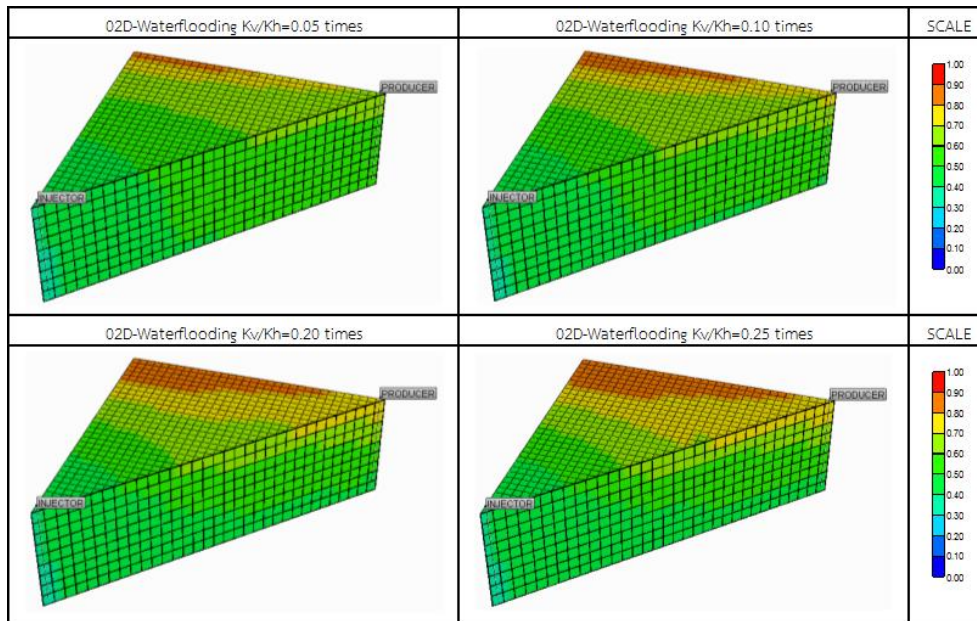 02D-Waterflooding Kv/Kh=0.05 times
02D-Waterflooding Kv/Kh=0.10 times
SCALE
PRODUCER
INJECTOR
PRODUCER
INJECTOR
1.00
0.90
0.80
0.70
0.60
0.50
0.40
0.30
0.20
0.10
0.00
02D-Waterflooding Kv/Kh=0.20 times
02D-Waterflooding Kv/Kh=0.25 times
SCALE
PRODUCER
INJECTOR
PRODUCER
INJECTOR
1.00
0.90
0.80
0.70
0.60
0.50
0.40
0.30
0.20
0.10
0.00